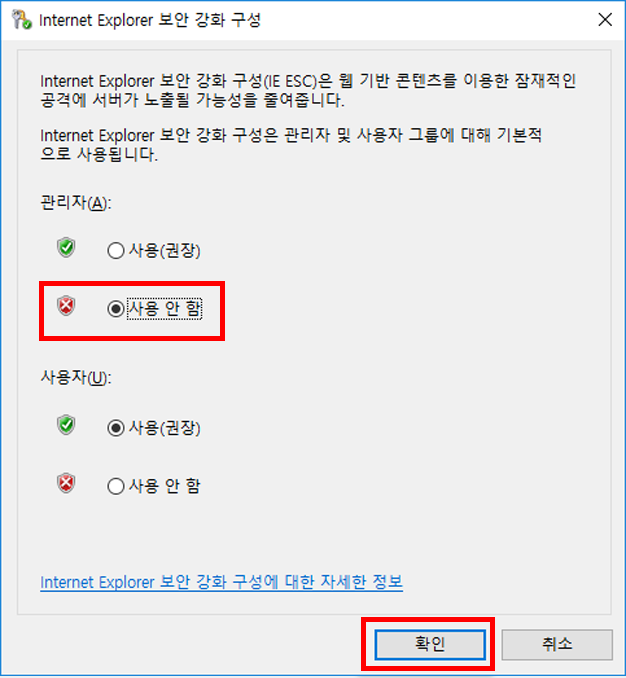 Internet Explorer 보안 강화 구성
Internet Explorer 보안 강화 구성(IE ESC)은 웹 기반 콘텐츠를 이용한 잠재적인
공격에 서버가 노출될 가능성을 줄여줍니다.
Internet Explorer 보안 강화 구성은 관리자 및 사용자 그룹에 대해 기본적
으로 사용됩니다.
관리자(A):
사용(권장)
사용 안 함
사용자(U):
사용(권장)
사용 안 함
Internet Explorer 보안 강화 구성에 대한 자세한 정보
확인 취소